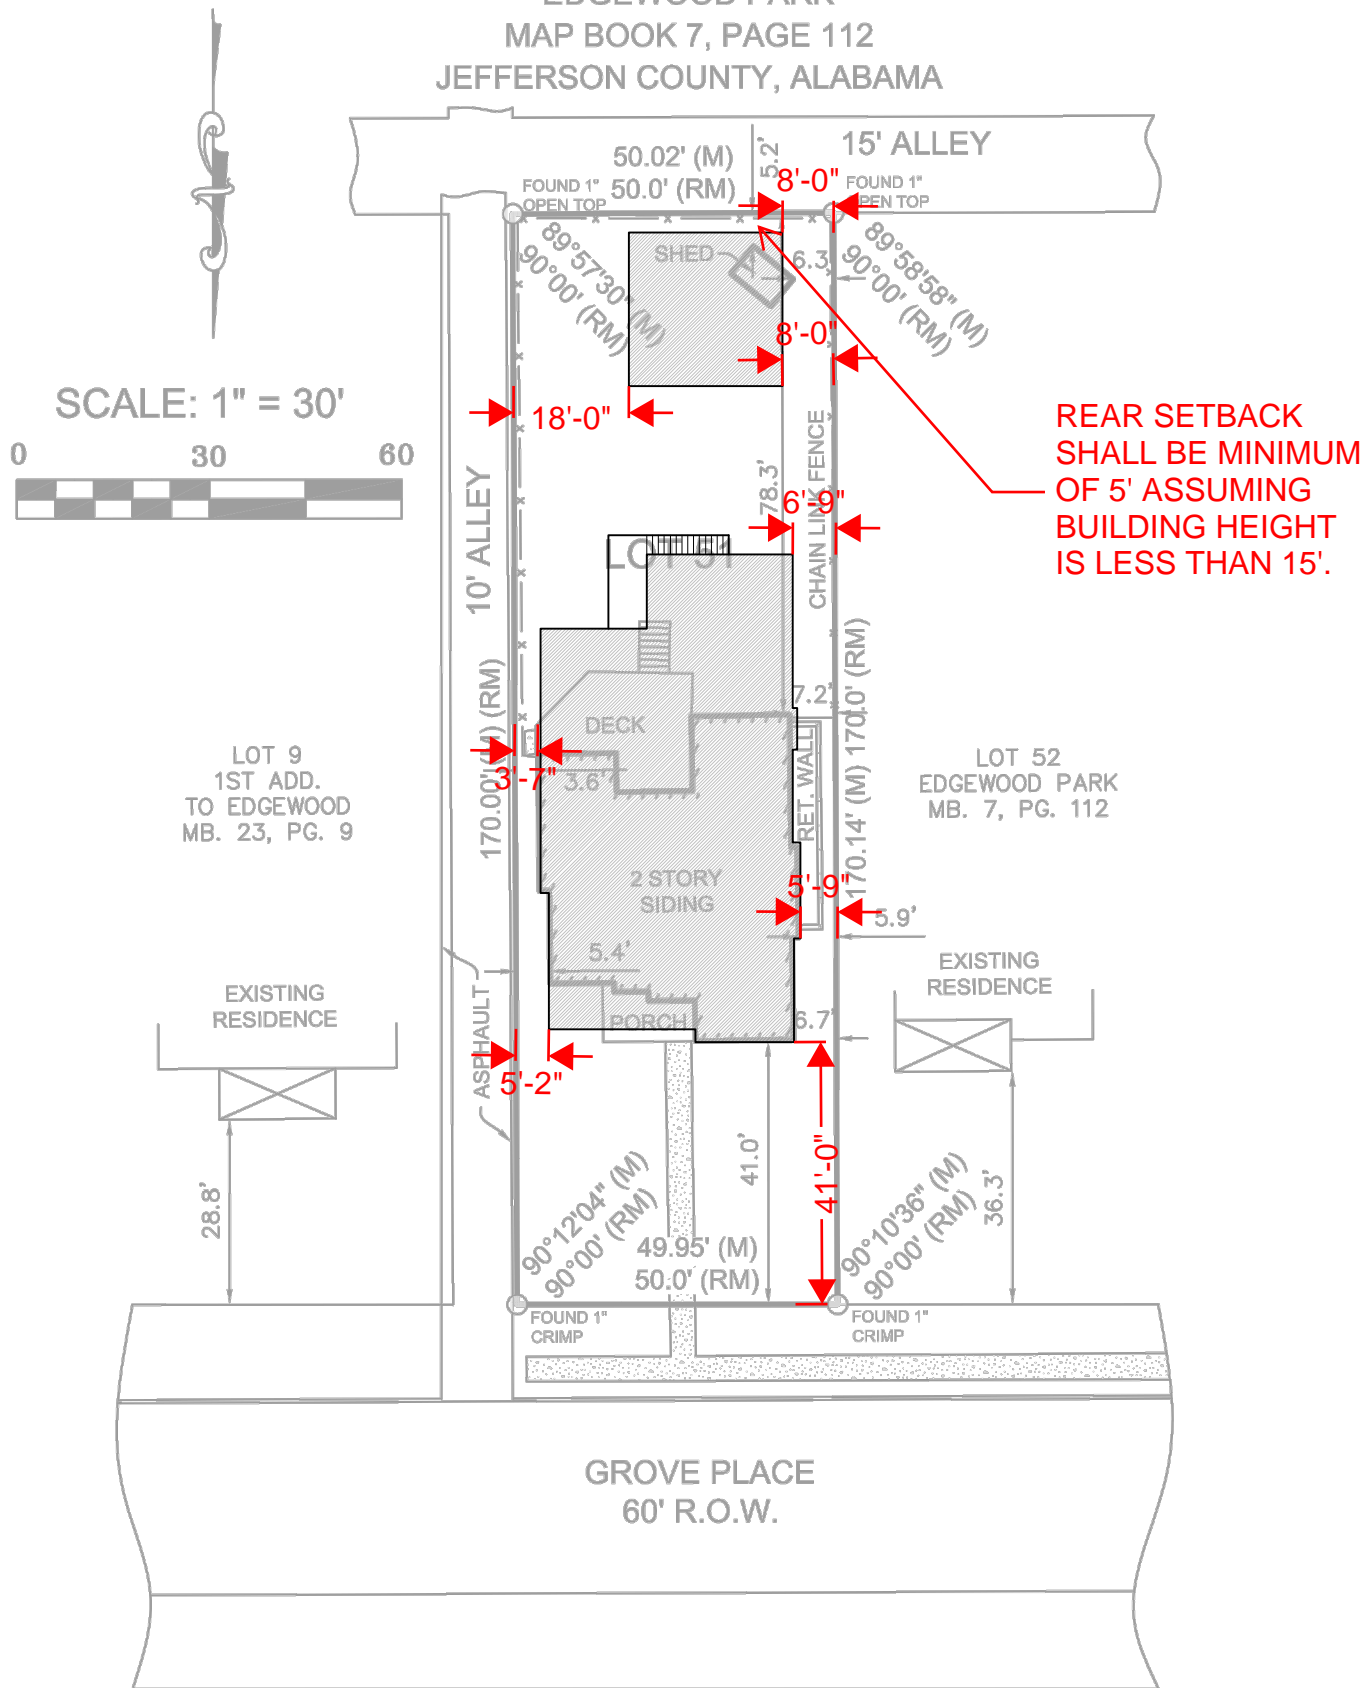 EDGEWOOD PARK
MAP BOOK 7, PAGE 112
JEFFERSON COUNTY, ALABAMA
15' ALLEY
50.02' (M)
50.0' (RM)
5.2'
8'-0"
FOUND 1"
OPEN TOP
FOUND 1"
OPEN TOP
89°57'30" (M)
90°00' (RM)
SHED
6.3'
89°58'58" (M)
90°00' (RM)
8'-0"
18'-0"
SCALE: 1" = 30'
0 30 60
REAR SETBACK
SHALL BE MINIMUM
OF 5' ASSUMING
BUILDING HEIGHT
IS LESS THAN 15'.
10' ALLEY
78.3'
CHAIN LINK FENCE
6'-9"
LOT 51
170.00' (M) (RM)
170.14' (M) 170.0' (RM)
7.2'
DECK
RET. WALL
3'-7"
3.6'
LOT 9
1ST ADD.
TO EDGEWOOD
MB. 23, PG. 9
LOT 52
EDGEWOOD PARK
MB. 7, PG. 112
2 STORY
SIDING
5'-9"
5.9'
5.4'
EXISTING
RESIDENCE
EXISTING
RESIDENCE
ASPHAULT
PORCH
6.7'
5'-2"
28.8'
41.0'
41'-0"
36.3'
90°12'04" (M)
90°00' (RM)
90°10'36" (M)
90°00' (RM)
49.95' (M)
50.0' (RM)
FOUND 1"
CRIMP
FOUND 1"
CRIMP
GROVE PLACE
60' R.O.W.